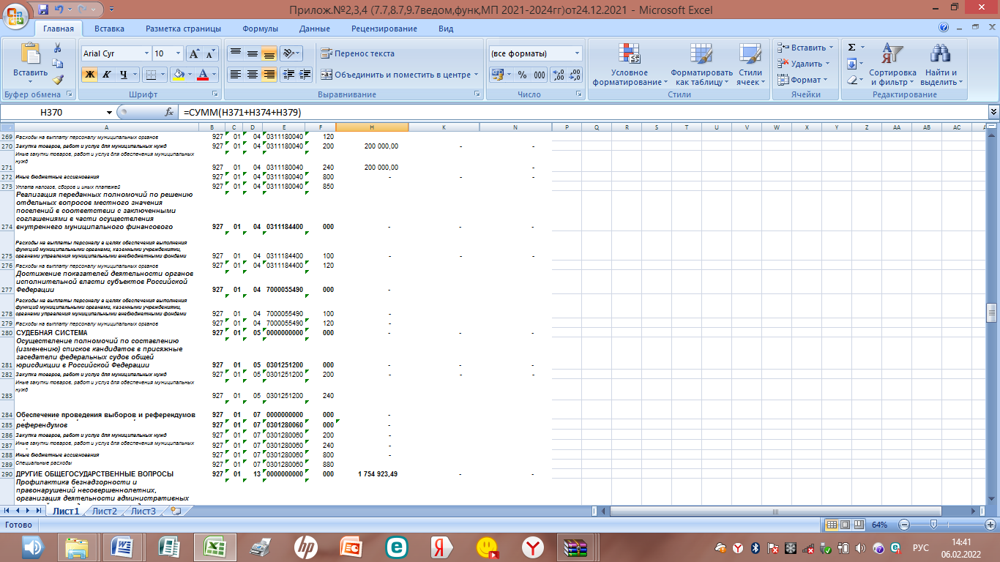 Прилож.№2,3,4 (7.7,8.7,9.7ведом,функ,МП 2021-2024гг)от24.12.2021 - Microsoft Excel
Главная Вставка Разметка страницы Формулы Данные Рецензирование Вид
Arial Cyr 10 Перенос текста (все форматы) Вставить Σ
Вставить Ж К Ч Объединить и поместить в центре % 000 Условное форматирование Форматировать как таблицу Стили ячеек Удалить Формат Сортировка и фильтр Найти и выделить
Буфер обмена Шрифт Выравнивание Число Стили Ячейки Редактирование
H370 fx =СУММ(H371+H374+H379)
A B C D E F H K N P Q R S T U V W X Y Z AA AB AC
269 Расходы на выплату персоналу муниципальных органов 927 01 04 0311180040 120
270 Закупка товаров, работ и услуг для муниципальных нужд 927 01 04 0311180040 200 200 000,00 - -
Иные закупки товаров, работ и услуг для обеспечения муниципальных
нужд
271 927 01 04 0311180040 240 200 000,00 -
272 Иные бюджетные ассигнования 927 01 04 0311180040 800 - - -
273 Уплата налогов, сборов и иных платежей 927 01 04 0311180040 850
Реализация переданных полномочий по решению
отдельных вопросов местного значения
поселений в соответствии с заключенными
соглашениями в части осуществления
274 внутреннего муниципального финансового 927 01 04 0311184400 000 - - -
Расходы на выплаты персоналу в целях обеспечения выполнения
функций муниципальными органами, казенными учреждениями,
275 органами управления муниципальными внебюджетными фондами 927 01 04 0311184400 100 - - -
276 Расходы на выплату персоналу муниципальных органов 927 01 04 0311184400 120
Достижение показателей деятельности органов
исполнительной власти субъектов Российской
277 Федерации 927 01 04 7000055490 000 -
Расходы на выплаты персоналу в целях обеспечения выполнения
функций муниципальными органами, казенными учреждениями,
278 органами управления муниципальными внебюджетными фондами 927 01 04 7000055490 100 -
279 Расходы на выплату персоналу муниципальных органов 927 01 04 7000055490 120 -
280 СУДЕБНАЯ СИСТЕМА 927 01 05 0000000000 000 - - -
Осуществление полномочий по составлению
(изменению) списков кандидатов в присяжные
заседатели федеральных судов общей
281 юрисдикции в Российской Федерации 927 01 05 0301251200 000 - - -
282 Закупка товаров, работ и услуг для муниципальных нужд 927 01 05 0301251200 200 - - -
Иные закупки товаров, работ и услуг для обеспечения муниципальных
нужд
283 927 01 05 0301251200 240
284 Обеспечение проведения выборов и референдумов 927 01 07 0000000000 000 -
285 референдумов 927 01 07 0301280060 000 -
286 Закупка товаров, работ и услуг для муниципальных нужд 927 01 07 0301280060 200 -
287 Иные закупки товаров, работ и услуг для обеспечения муниципальных 927 01 07 0301280060 240 -
288 Иные бюджетные ассигнования 927 01 07 0301280060 800 -
289 Специальные расходы 927 01 07 0301280060 880
290 ДРУГИЕ ОБЩЕГОСУДАРСТВЕННЫЕ ВОПРОСЫ 927 01 13 0000000000 000 1 754 923,49 - -
Профилактика безнадзорности и
правонарушений несовершеннолетних,
организация деятельности административных
Лист1 Лист2 Лист3
Готово 64%
РУС 14:41
06.02.2022